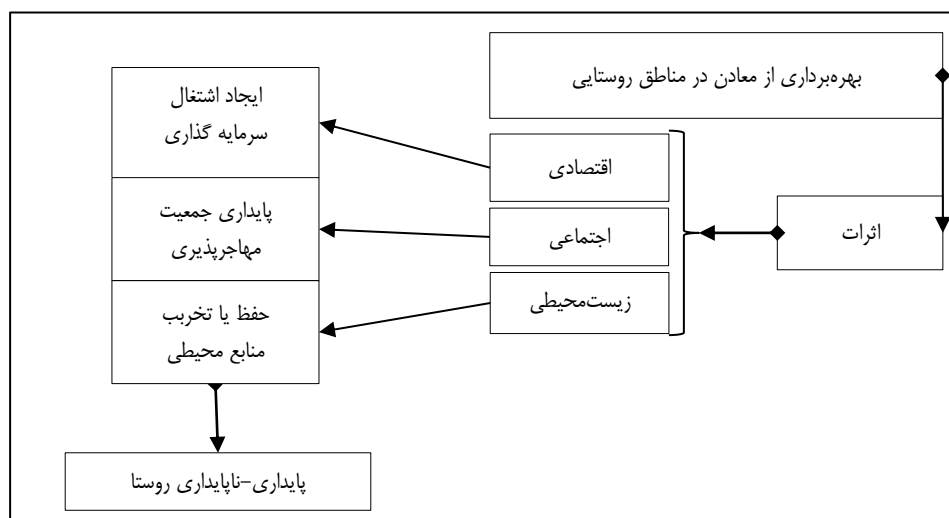 بهره‌برداری از معادن در مناطق روستایی
اثرات
اقتصادی
اجتماعی
زیست‌محیطی
ایجاد اشتغال
سرمایه گذاری
پایداری جمعیت
مهاجرپذیری
حفظ یا تخربب
منابع محیطی
پایداری-ناپایداری روستا